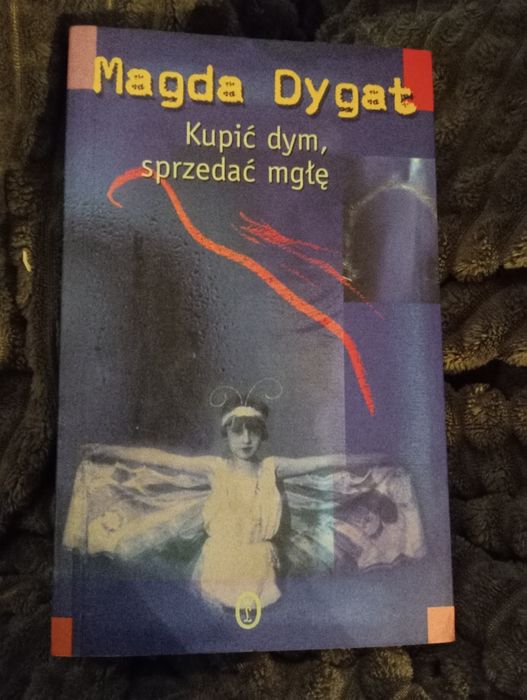 Magda Dygat
Kupić dym,
sprzedać mgłę